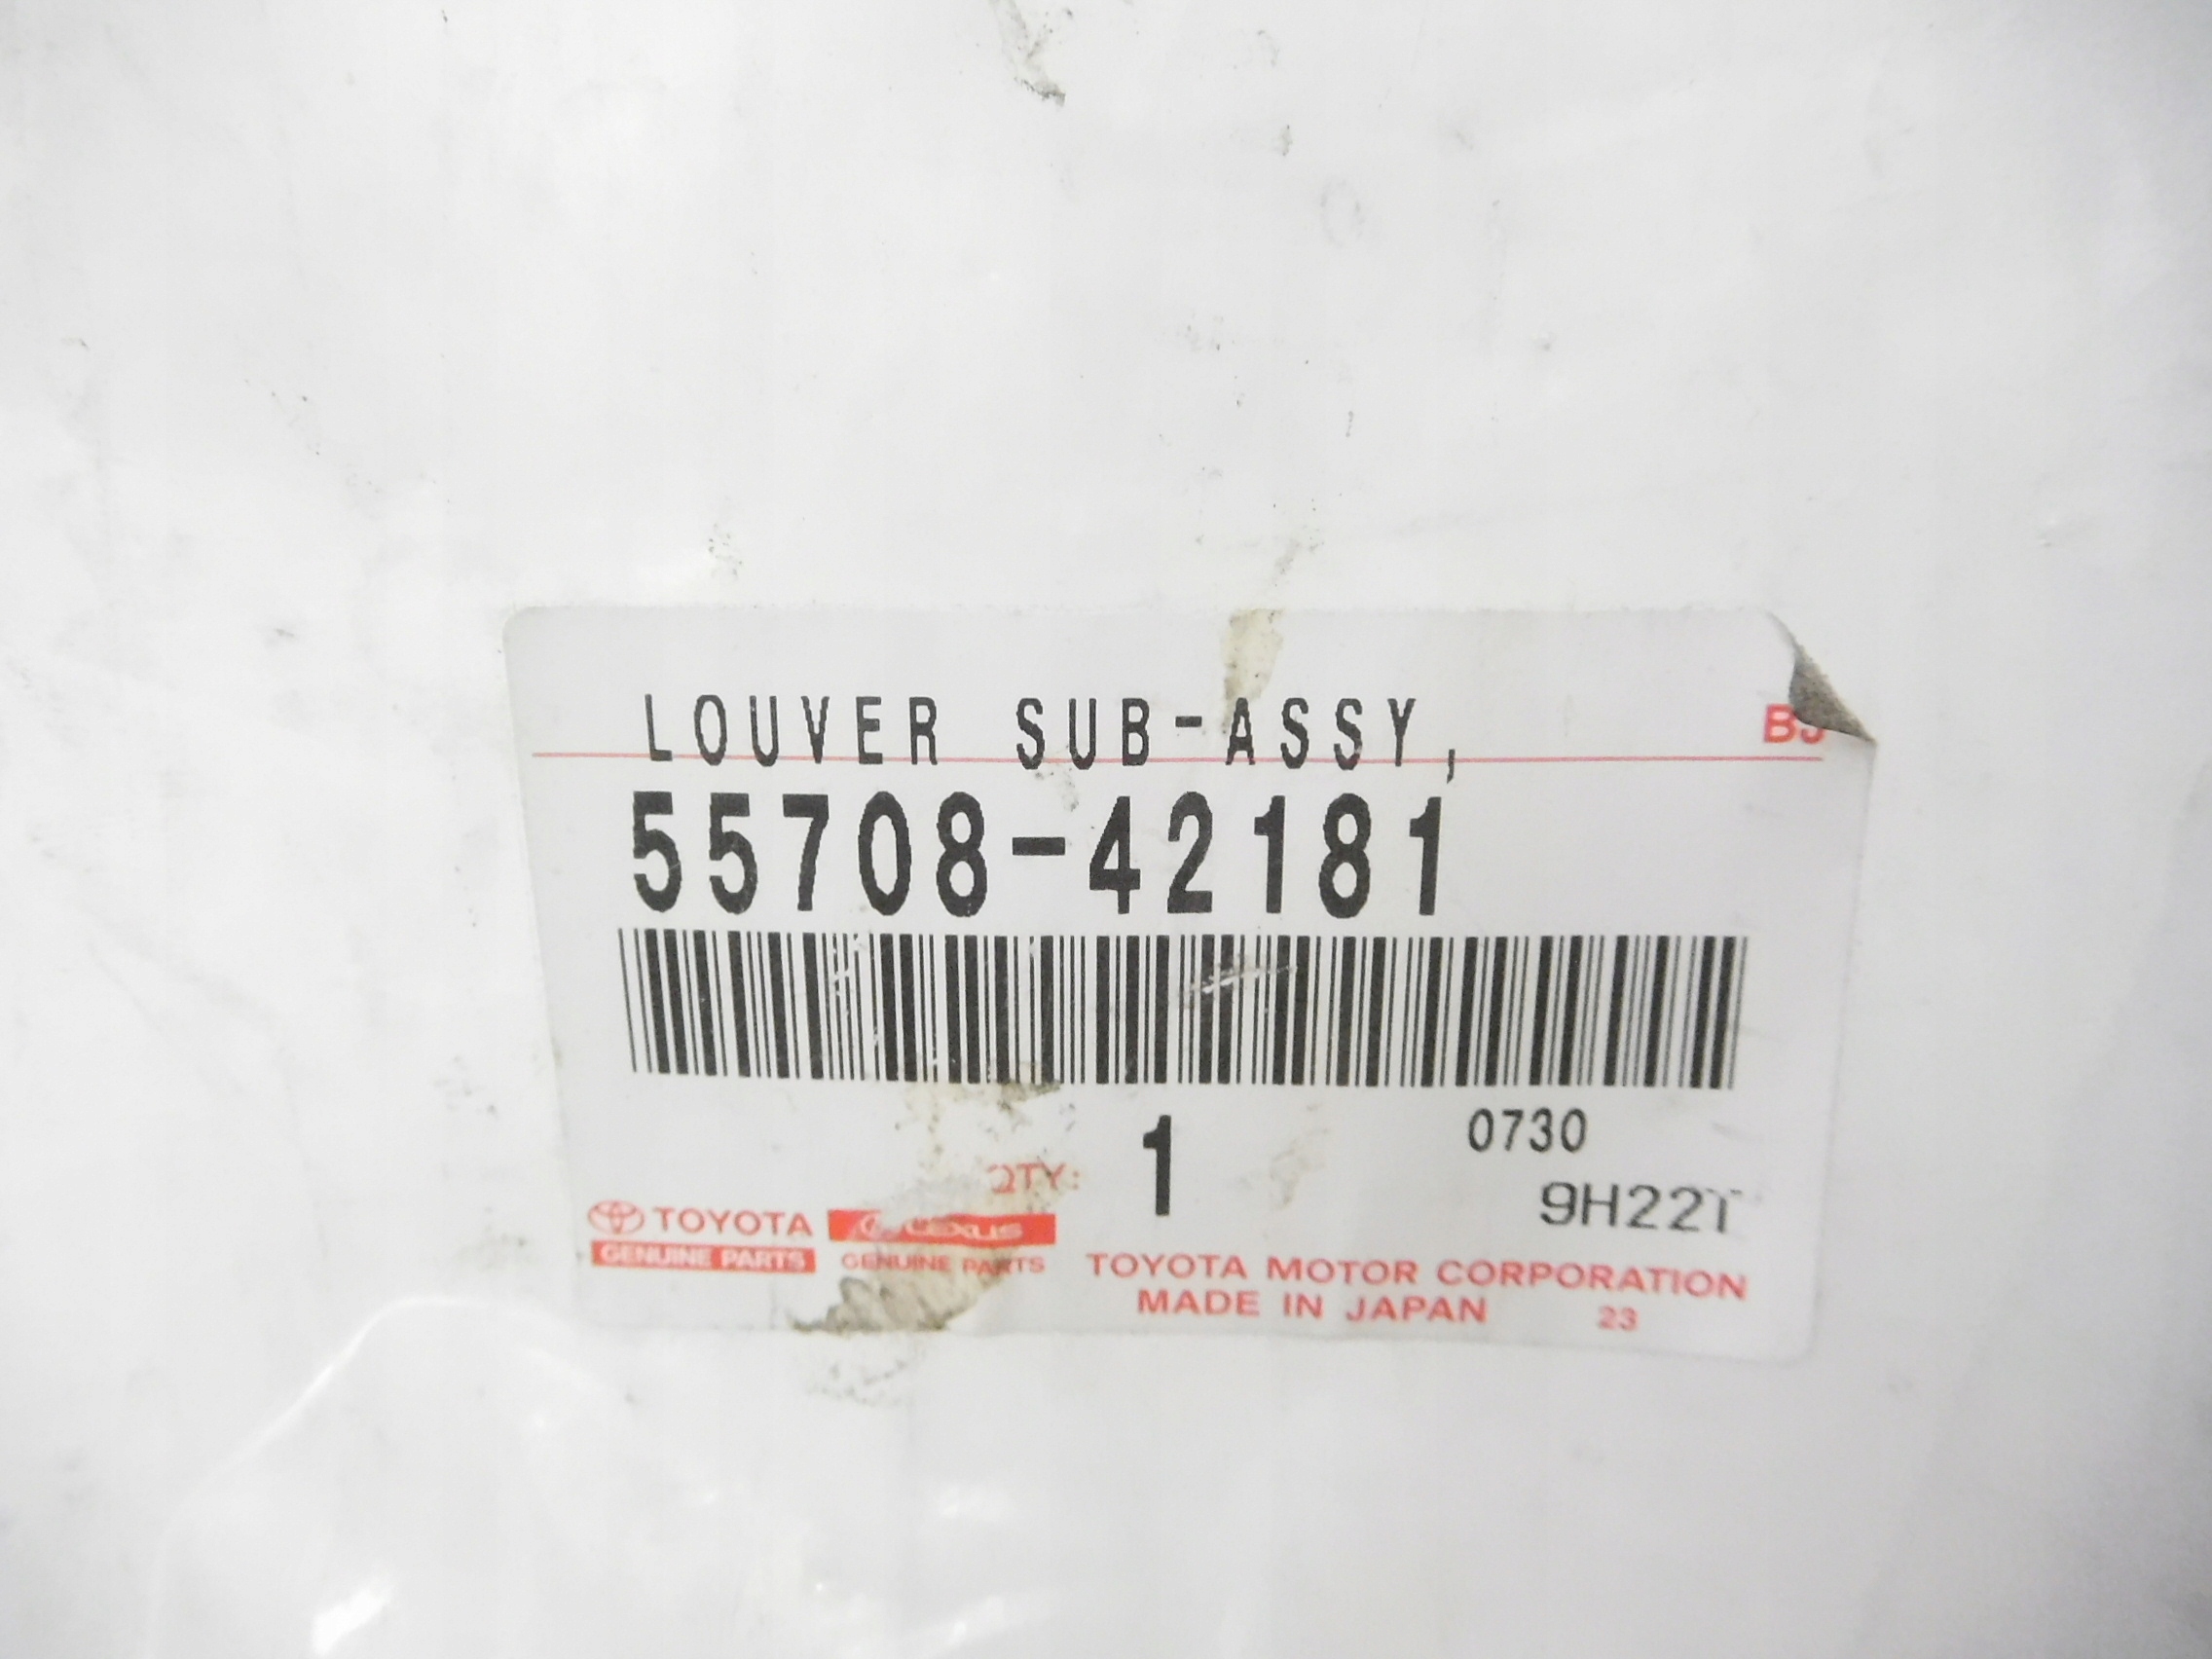 LOUVER SUB-ASSY,
55708-42181
0730
QTY: 1
9H22T
TOYOTA LEXUS
GENUINE PARTS GENUINE PARTS
TOYOTA MOTOR CORPORATION
MADE IN JAPAN 23